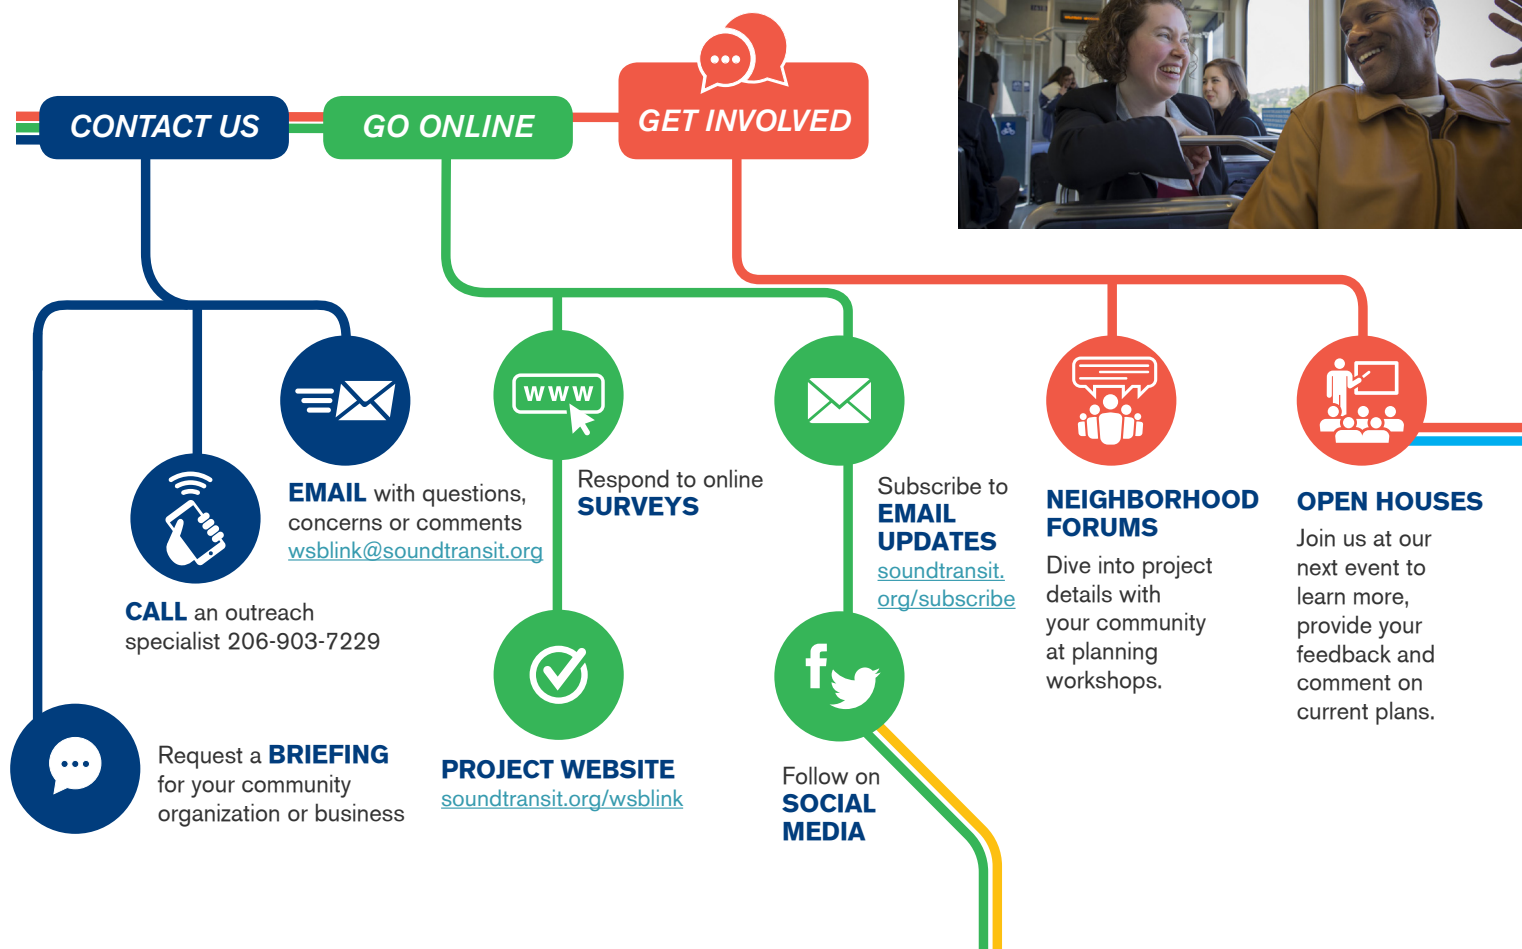 CONTACT US
GO ONLINE
GET INVOLVED
EMAIL with questions,
concerns or comments
wsblink@soundtransit.org
CALL an outreach
specialist 206-903-7229
Request a BRIEFING
for your community
organization or business
www
Respond to online
SURVEYS
PROJECT WEBSITE
soundtransit.org/wsblink
Subscribe to
EMAIL
UPDATES
soundtransit.
org/subscribe
f
Follow on
SOCIAL
MEDIA
NEIGHBORHOOD
FORUMS
Dive into project
details with
your community
at planning
workshops.
OPEN HOUSES
Join us at our
next event to
learn more,
provide your
feedback and
comment on
current plans.